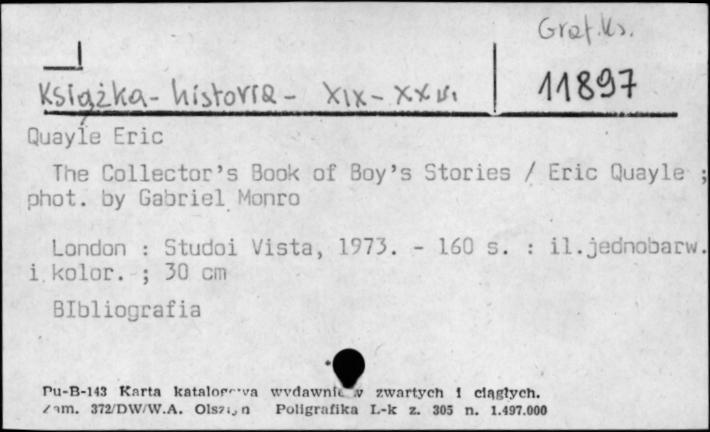 Graf. Ks.
Książka - historia - XIX - XX w.
11897
Quayle Eric
The Collector's Book of Boy's Stories / Eric Quayle ;
phot. by Gabriel Monro
London : Studoi Vista, 1973. - 160 s. : il.jednobarw.
i kolor. ; 30 cm
BIbliografia
Pu-B-143 Karta katalogowa wydawnictw zwartych i ciągłych.
Zam. 372/DW/W.A. Olsztyn Poligrafika L-k z. 305 n. 1.497.000